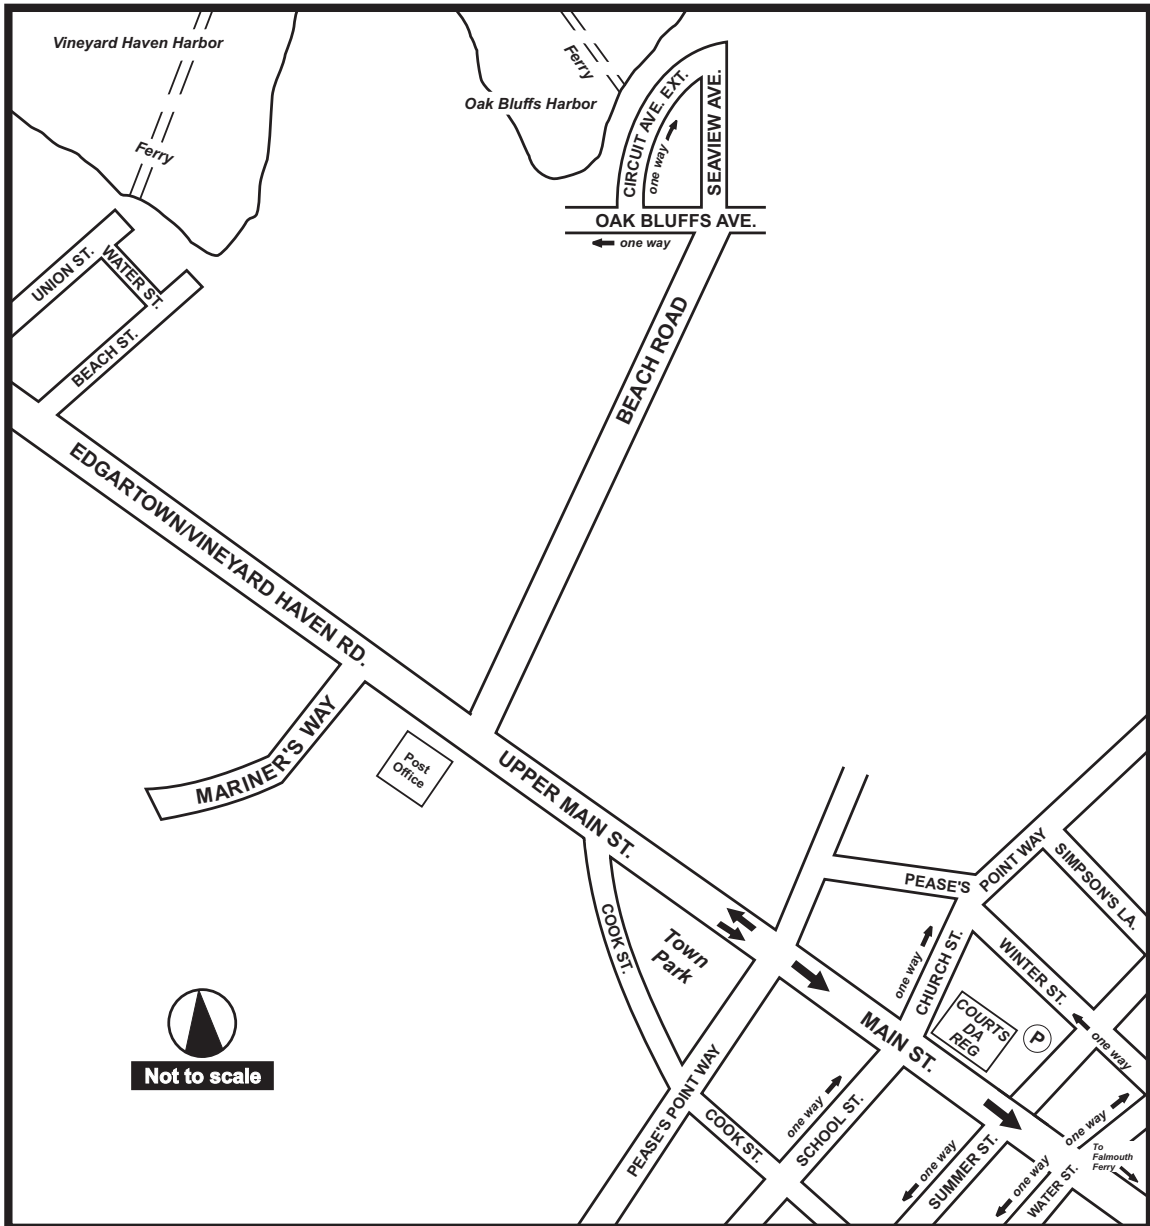 Vineyard Haven Harbor
Ferry
Oak Bluffs Harbor
Ferry
CIRCUIT AVE. EXT.
one way
SEAVIEW AVE.
OAK BLUFFS AVE.
one way
UNION ST.
WATER ST.
BEACH ST.
BEACH ROAD
EDGARTOWN/VINEYARD HAVEN RD.
MARINER'S WAY
Post
Office
UPPER MAIN ST.
COOK ST.
Town
Park
PEASE'S POINT WAY
SIMPSON'S LA.
CHURCH ST.
one way
WINTER ST.
one way
COURTS
DA
REG
P
MAIN ST.
Not to scale
PEASE'S POINT WAY
COOK ST.
one way
SCHOOL ST.
one way
SUMMER ST.
one way
WATER ST.
one way
To
Falmouth
Ferry